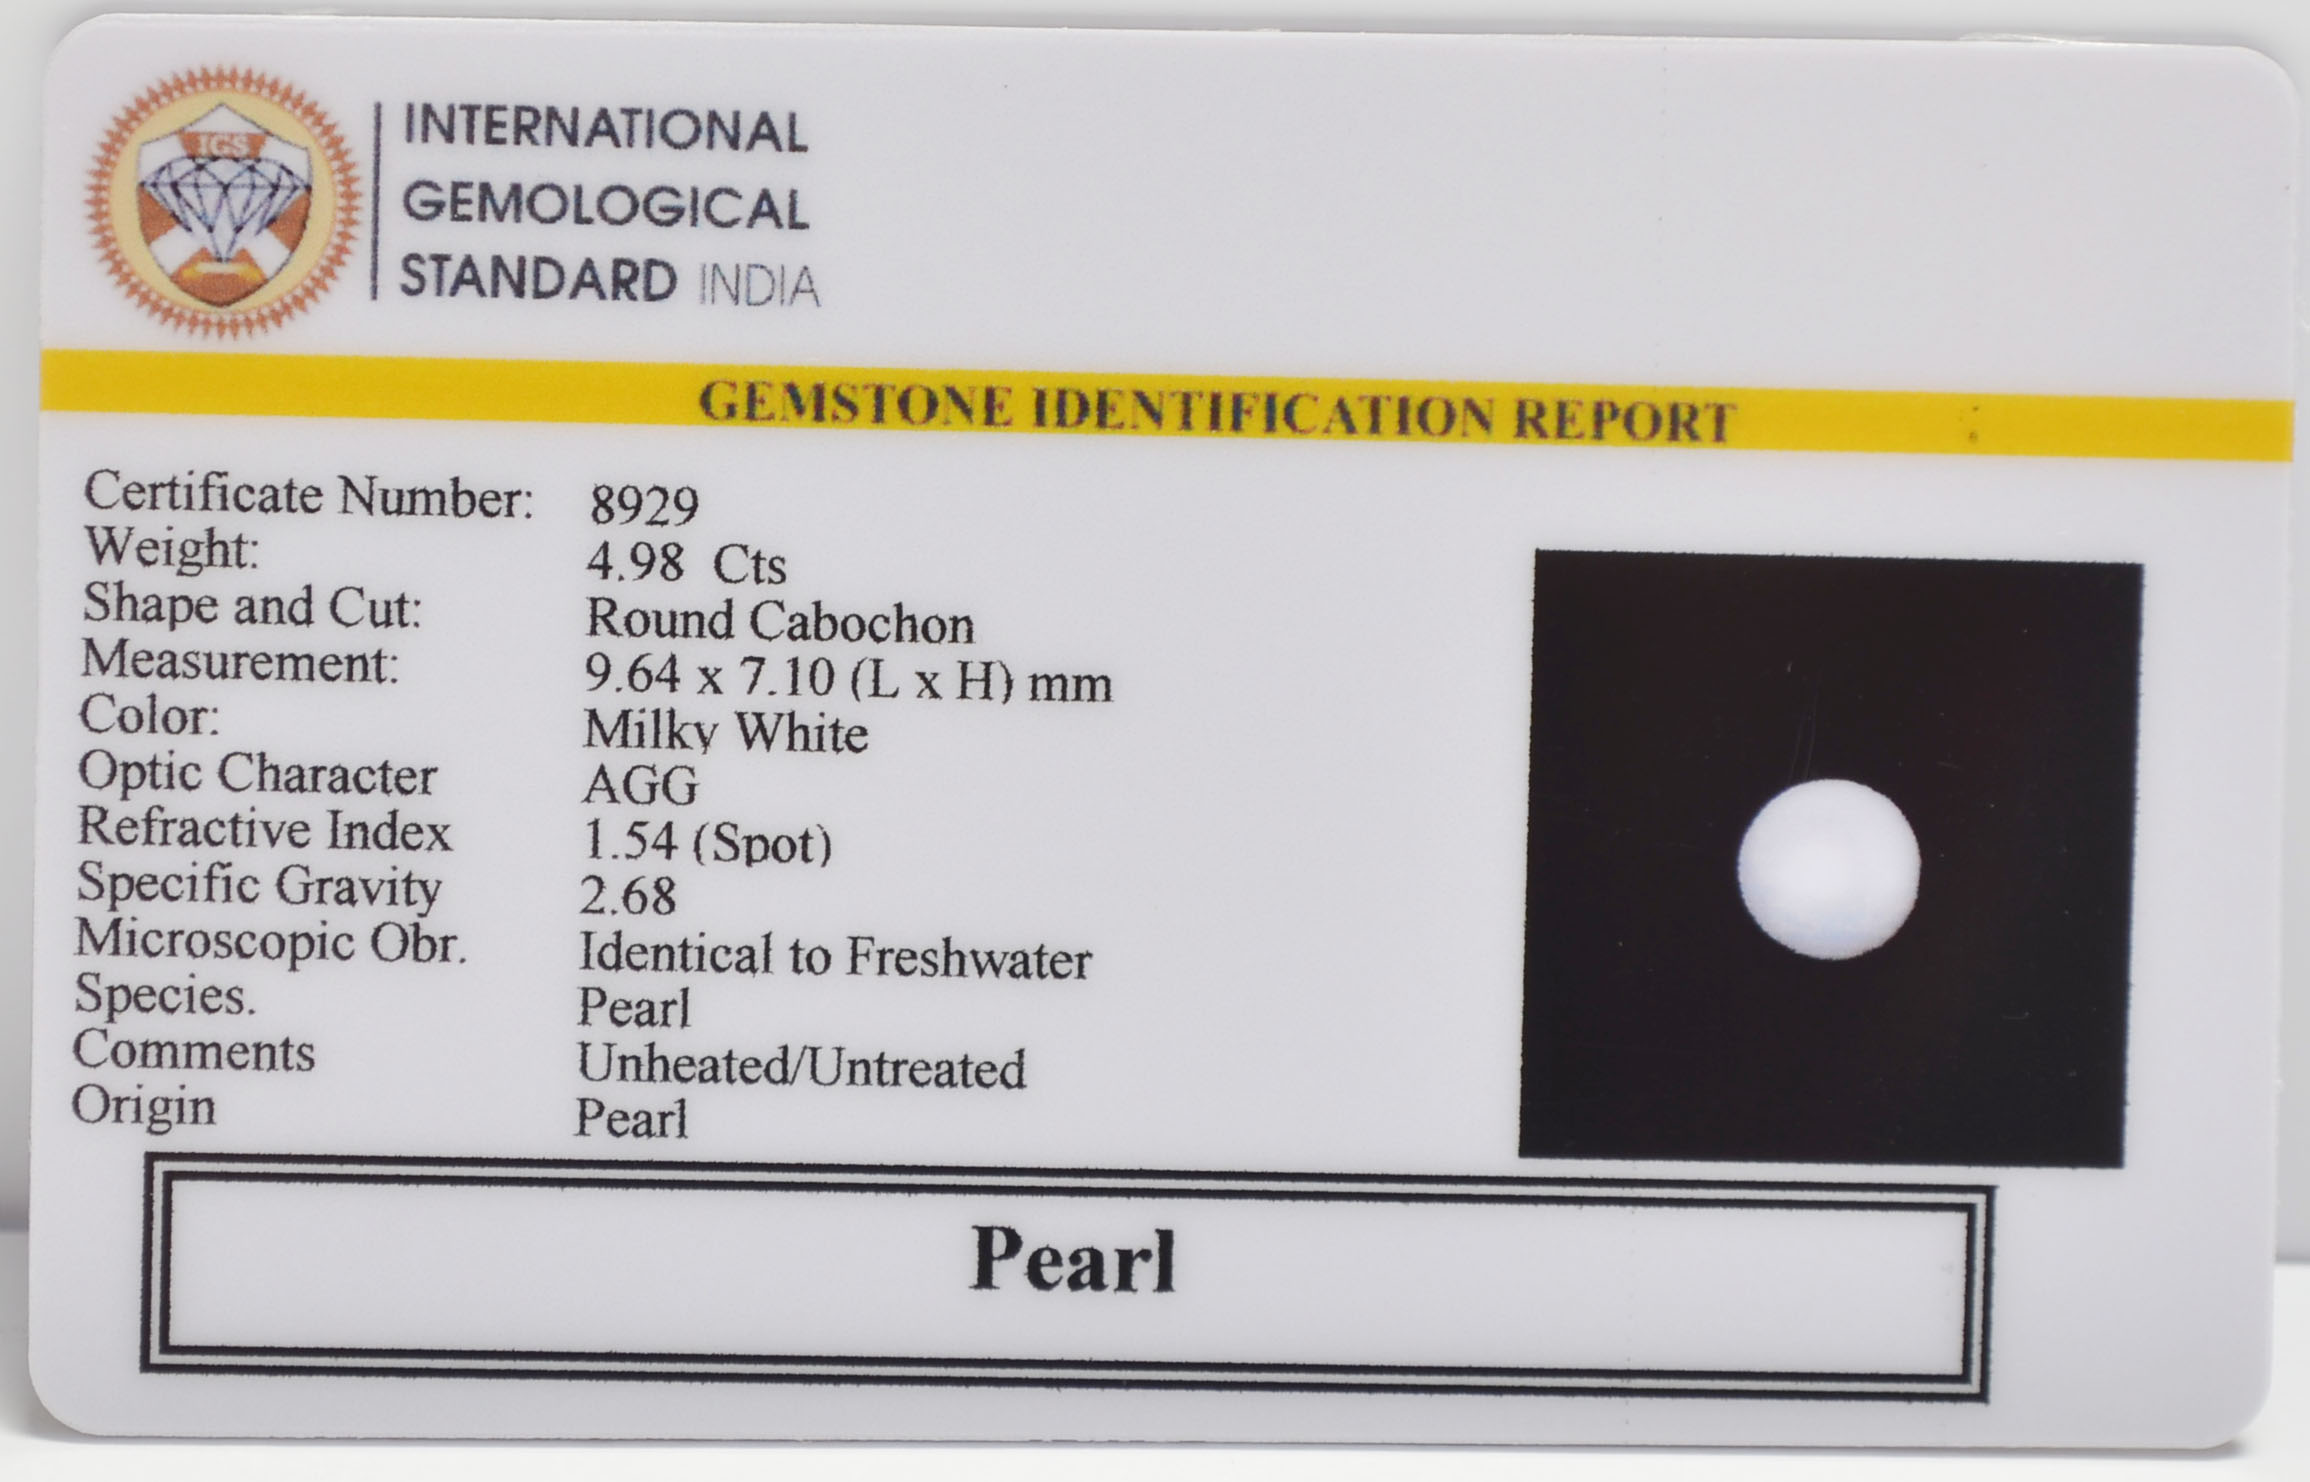 IGS
INTERNATIONAL
GEMOLOGICAL
STANDARD INDIA
GEMSTONE IDENTIFICATION REPORT
Certificate Number: 8929
Weight: 4.98 Cts
Shape and Cut: Round Cabochon
Measurement: 9.64 x 7.10 (L x H) mm
Color: Milky White
Optic Character AGG
Refractive Index 1.54 (Spot)
Specific Gravity 2.68
Microscopic Obr. Identical to Freshwater
Species. Pearl
Comments Unheated/Untreated
Origin Pearl
Pearl